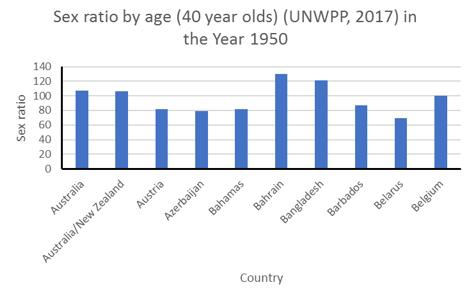 Sex ratio by age (40 year olds) (UNWPP, 2017) in
the Year 1950
140
120
100
80
60
40
20
0
Sex ratio
Australia
Australia/New Zealand
Austria
Azerbaijan
Bahamas
Bahrain
Bangladesh
Barbados
Belarus
Belgium
Country